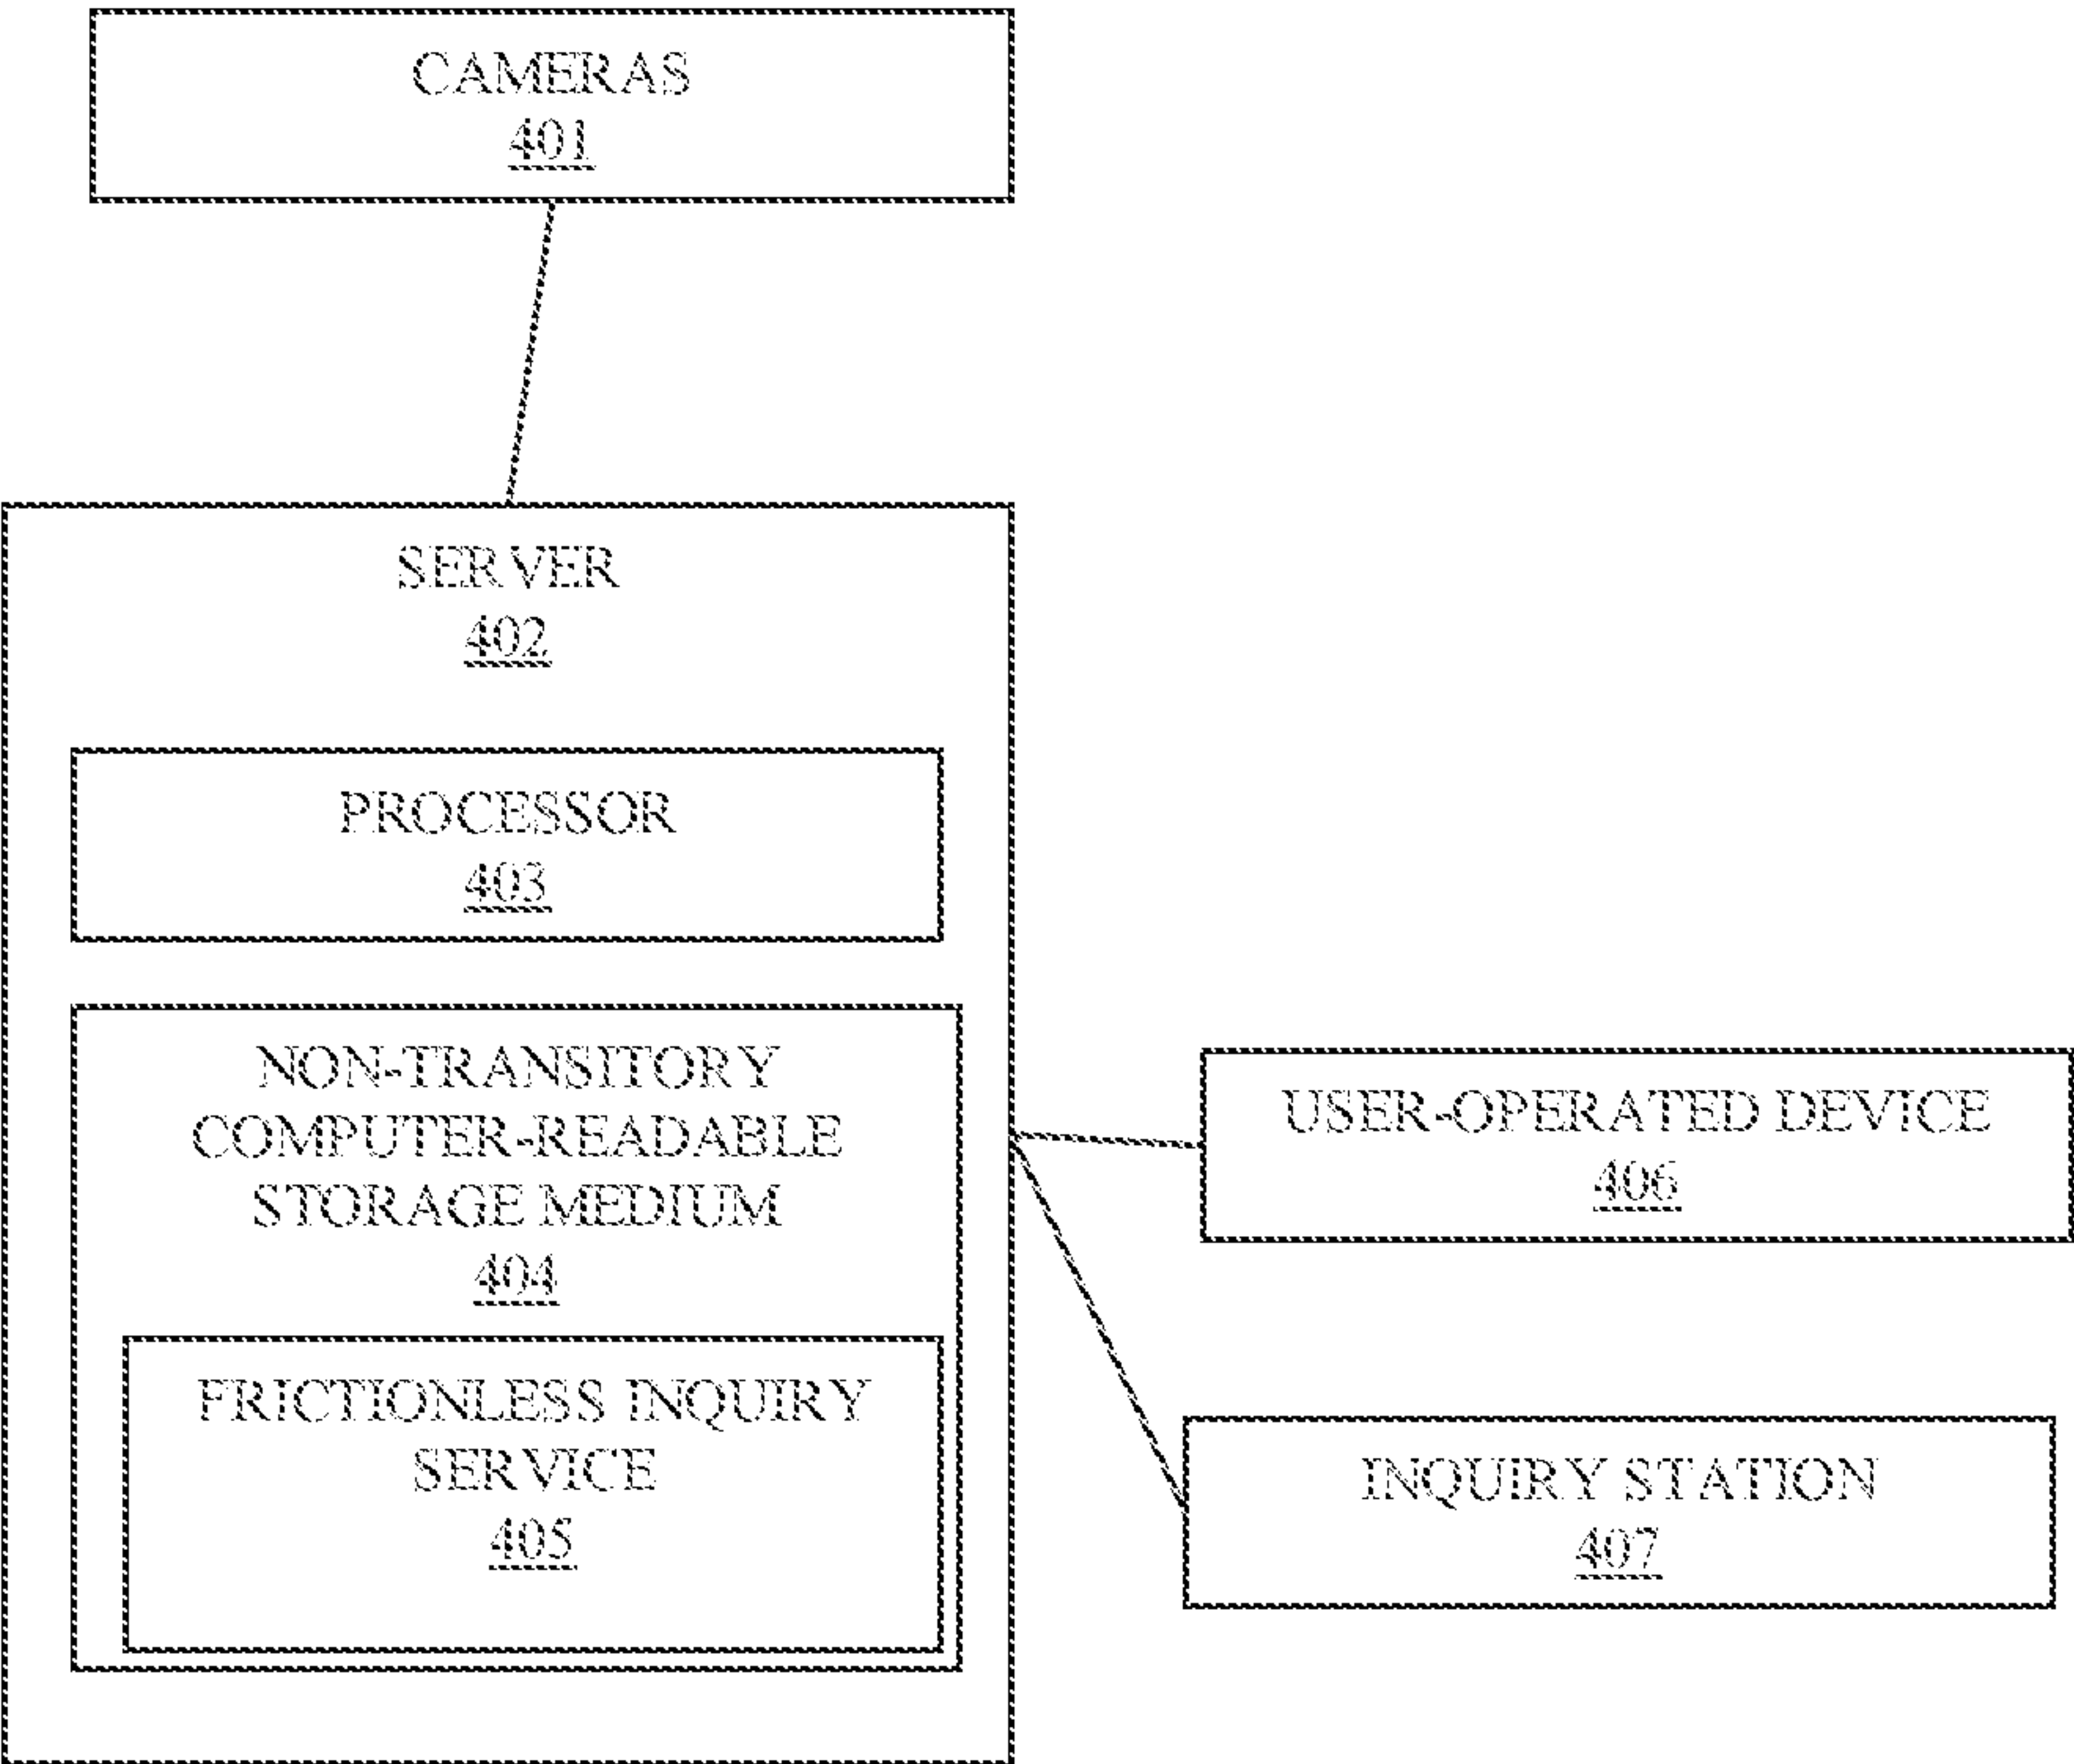 CAMERAS
401
SERVER
402
PROCESSOR
403
NON-TRANSITORY
COMPUTER-READABLE
STORAGE MEDIUM
404
FRICTIONLESS INQUIRY
SERVICE
405
USER-OPERATED DEVICE
406
INQUIRY STATION
407